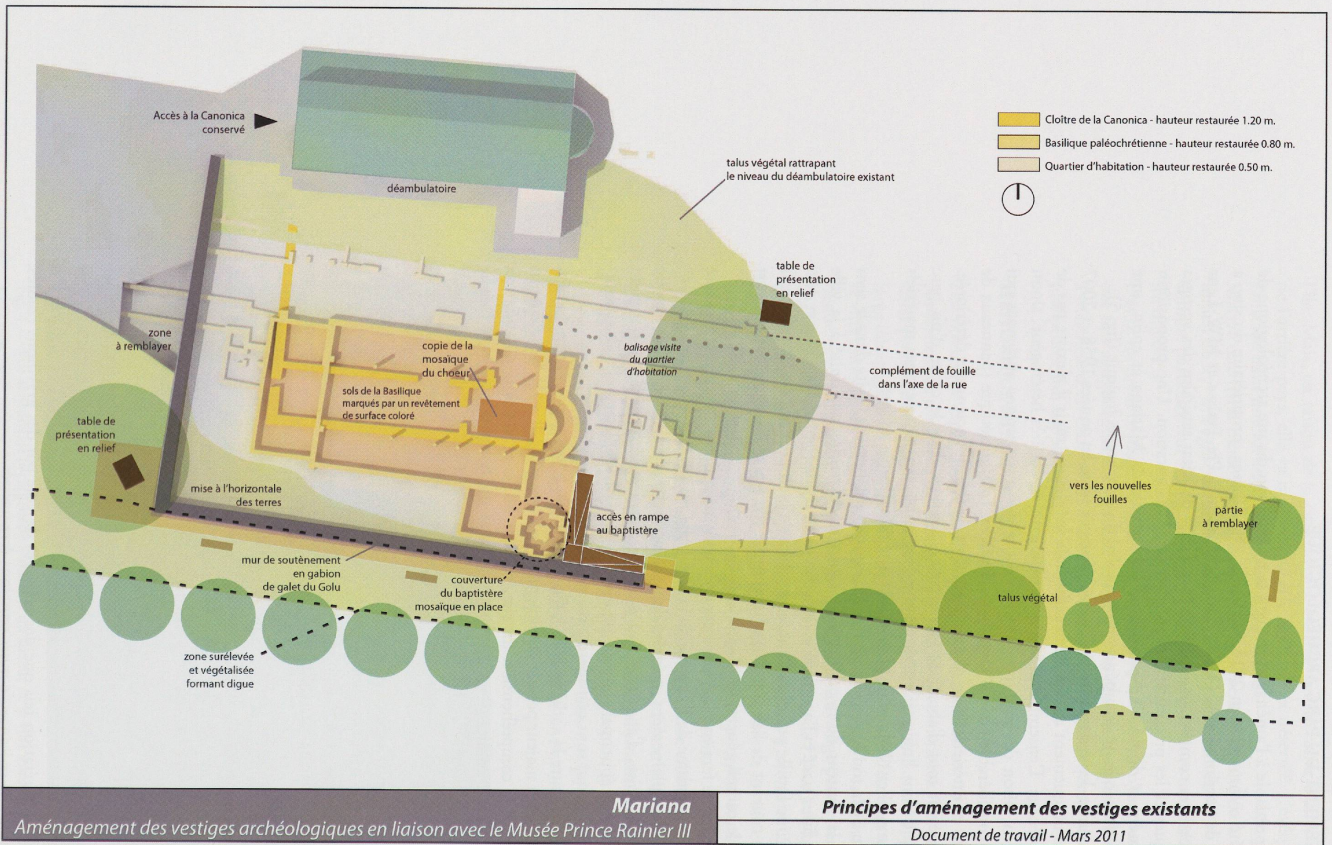 Accès à la Canonica
conservé
déambulatoire
talus végétal rattrapant
le niveau du déambulatoire existant
Cloître de la Canonica - hauteur restaurée 1.20 m.
Basilique paléochrétienne - hauteur restaurée 0.80 m.
Quartier d'habitation - hauteur restaurée 0.50 m.
table de
présentation
en relief
zone
à remblayer
copie de la
mosaïque
du choeur
sols de la Basilique
marqués par un revêtement
de surface coloré
balisage visite
du quartier
d'habitation
complément de fouille
dans l'axe de la rue
table de
présentation
en relief
mise à l'horizontale
des terres
accès en rampe
au baptistère
vers les nouvelles
fouilles
partie
à remblayer
mur de soutènement
en gabion
de galet du Golu
couverture
du baptistère
mosaïque en place
talus végétal
zone surélevée
et végétalisée
formant digue
Mariana
Aménagement des vestiges archéologiques en liaison avec le Musée Prince Rainier III
Principes d'aménagement des vestiges existants
Document de travail - Mars 2011